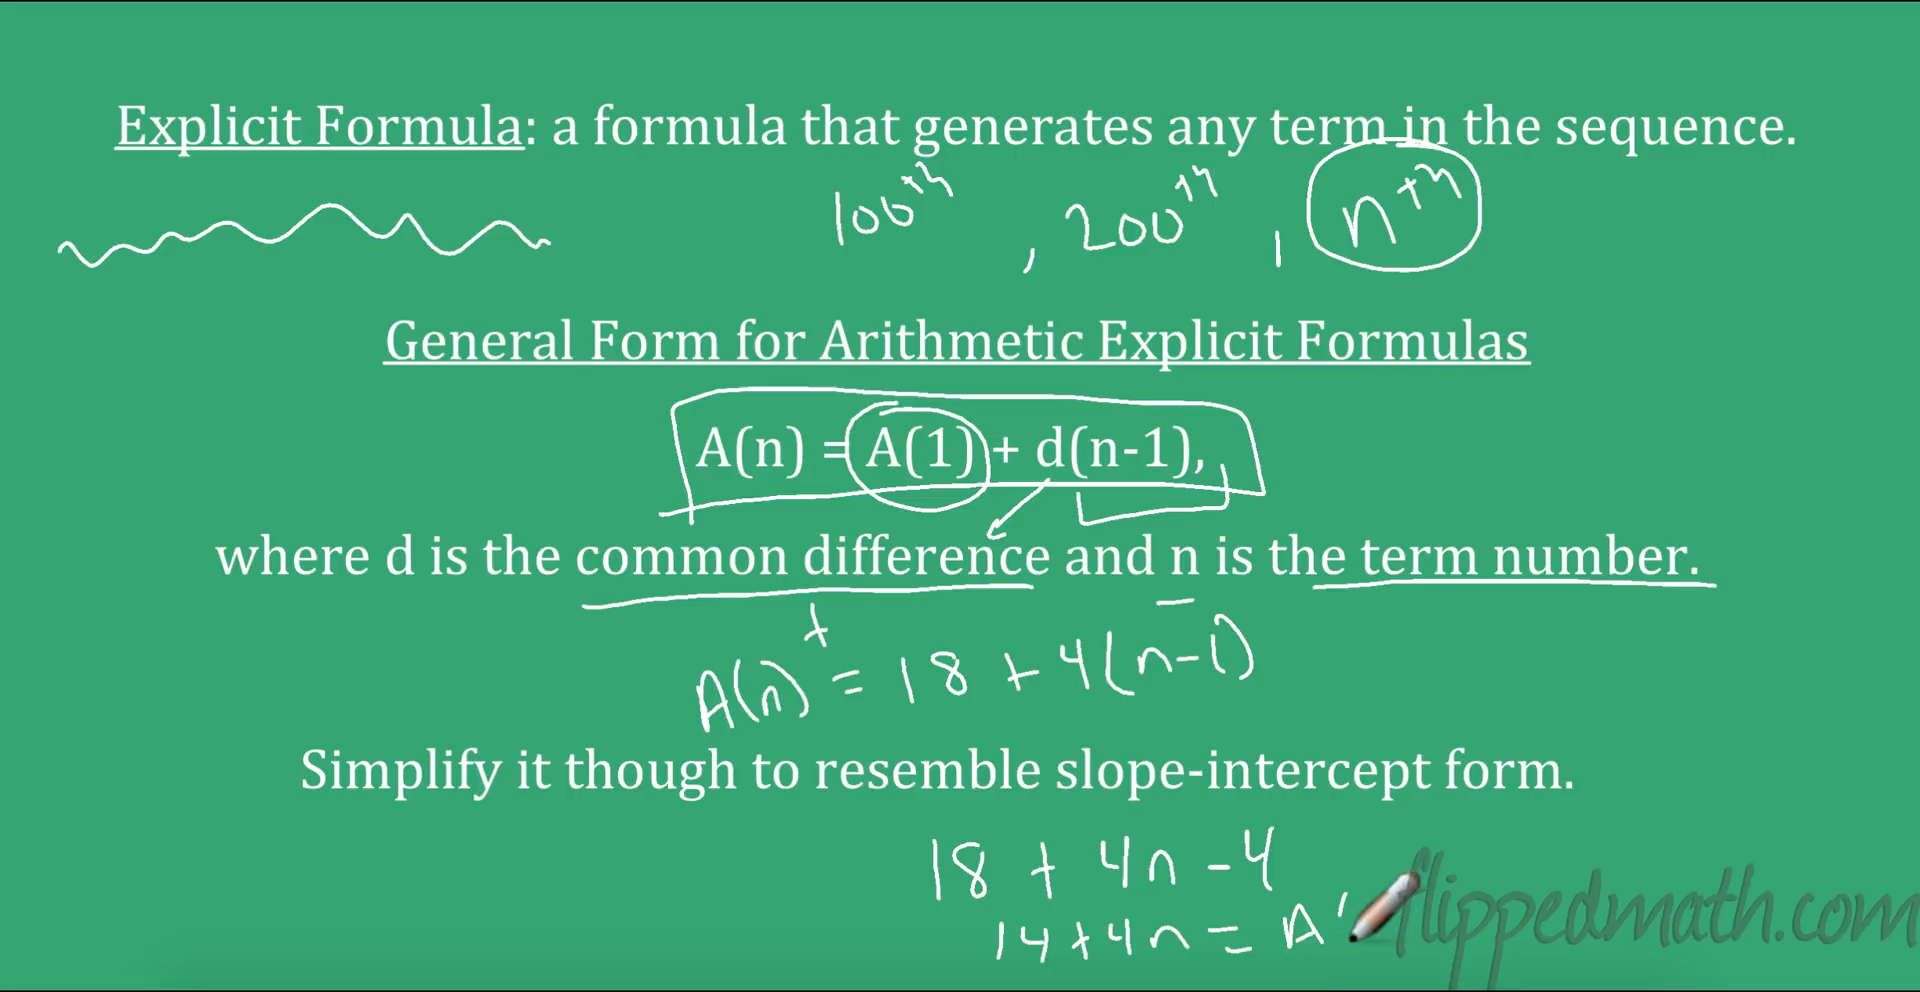 Explicit Formula: a formula that generates any term in the sequence.
100th, 200th, nth
General Form for Arithmetic Explicit Formulas
A(n) = A(1) + d(n-1),
where d is the common difference and n is the term number.
A(n) = 18 + 4(n-1)
Simplify it though to resemble slope-intercept form.
18 + 4n - 4
14 + 4n = A
flippedmath.com